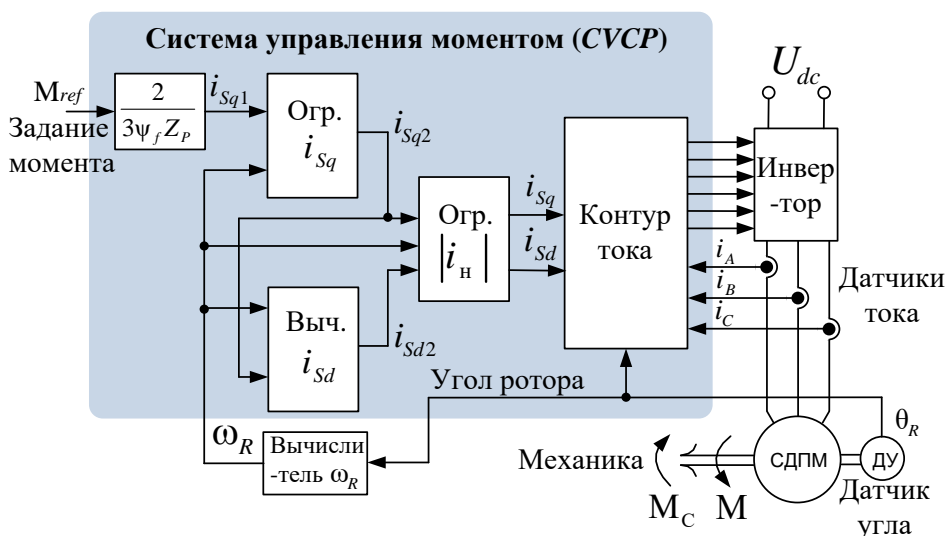 Система управления моментом (CVCP)
M_ref
Задание
момента
2
3ψ_f Z_P
i_Sq1
Огр.
i_Sq
i_Sq2
Огр.
|i_н|
i_Sq
i_Sd
Контур
тока
U_dc
Инвер
-тор
i_A
i_B
i_C
Датчики
тока
Выч.
i_Sd
i_Sd2
Угол ротора
ω_R
Вычисли
-тель ω_R
Механика
M_C
M
СДПМ
θ_R
ДУ
Датчик
угла